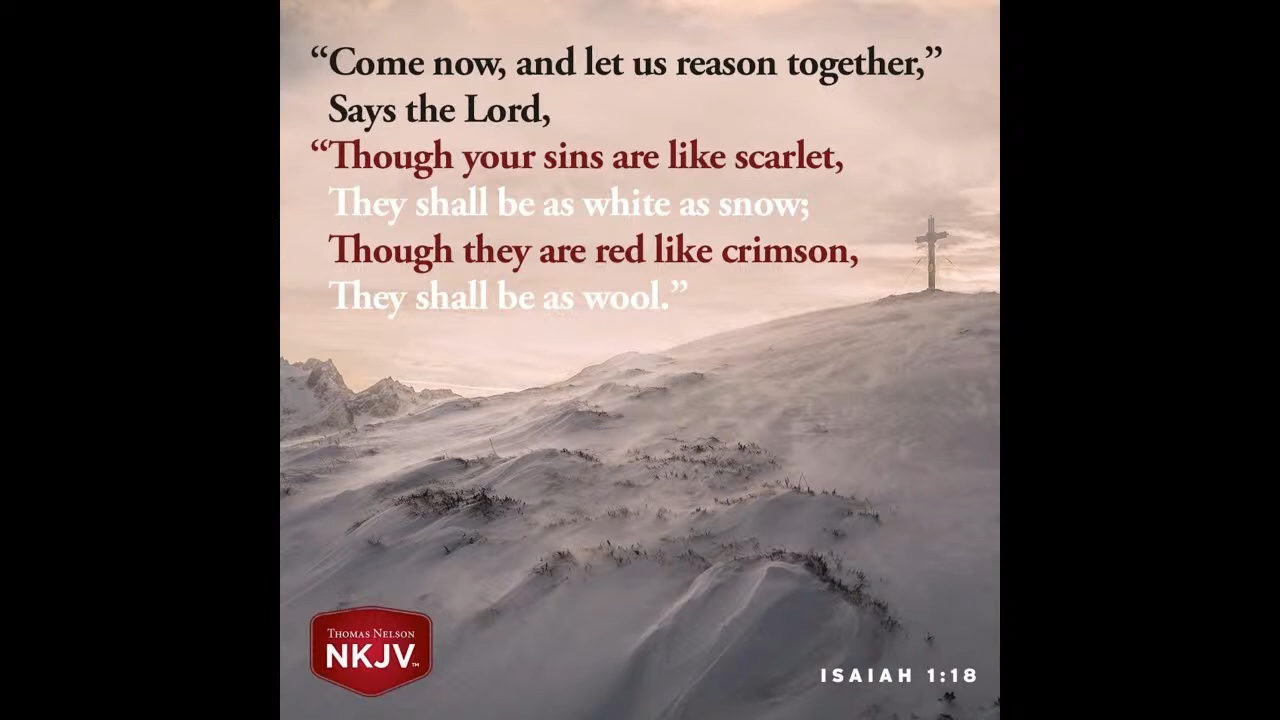 “Come now, and let us reason together,”
Says the Lord,
“Though your sins are like scarlet,
They shall be as white as snow;
Though they are red like crimson,
They shall be as wool.”
THOMAS NELSON
NKJV™
ISAIAH 1:18